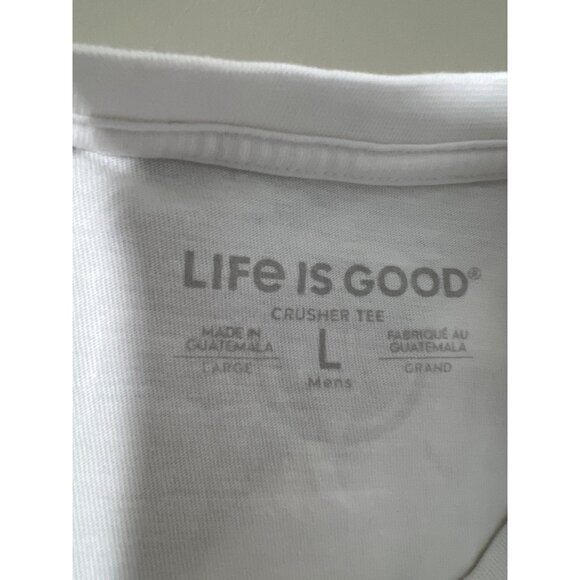 LIFe IS GOOD®
CRUSHER TEE
MADE IN
GUATEMALA
LARGE
L
Mens
FABRIQUÉ AU
GUATEMALA
GRAND